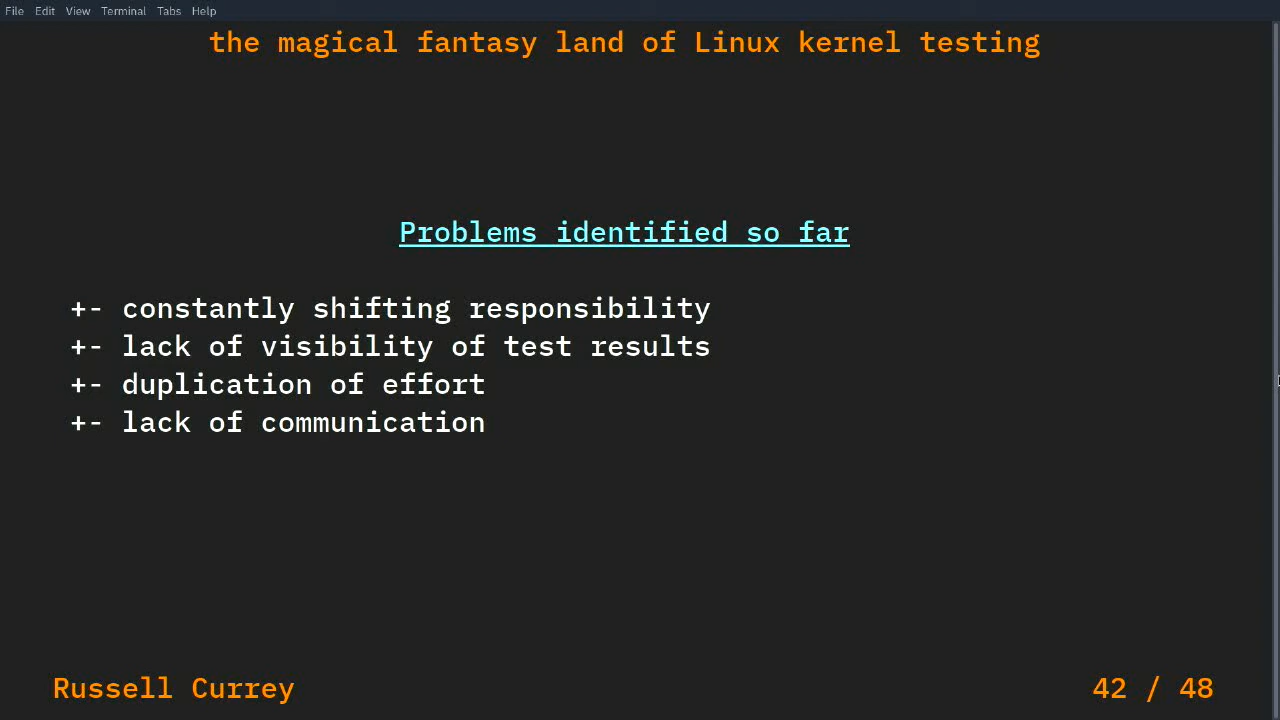 File Edit View Terminal Tabs Help
the magical fantasy land of Linux kernel testing
Problems identified so far
+- constantly shifting responsibility
+- lack of visibility of test results
+- duplication of effort
+- lack of communication
Russell Currey 42 / 48